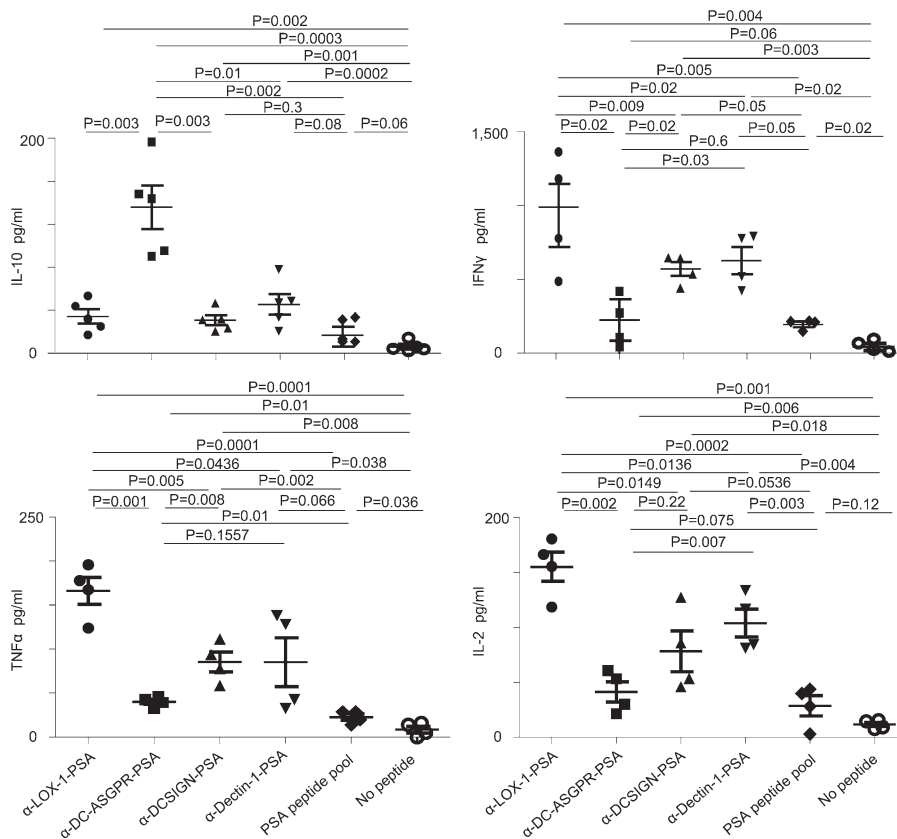 P=0.002
P=0.0003
P=0.001
P=0.01 P=0.0002
P=0.002
P=0.3
P=0.003 P=0.003 P=0.08 P=0.06
200
IL-10 pg/ml
0
P=0.004
P=0.06
P=0.003
P=0.005
P=0.02 P=0.02
P=0.009 P=0.05
P=0.02 P=0.02 P=0.05 P=0.02
P=0.6
P=0.03
1,500
IFNγ pg/ml
0
P=0.0001
P=0.01
P=0.008
P=0.0001
P=0.0436 P=0.038
P=0.005 P=0.002
P=0.001 P=0.008 P=0.066 P=0.036
P=0.01
P=0.1557
250
TNFα pg/ml
0
α-LOX-1-PSA
α-DC-ASGPR-PSA
α-DCSIGN-PSA
α-Dectin-1-PSA
PSA peptide pool
No peptide
P=0.001
P=0.006
P=0.018
P=0.0002
P=0.0136 P=0.004
P=0.0149 P=0.0536
P=0.002 P=0.22 P=0.003 P=0.12
P=0.075
P=0.007
200
IL-2 pg/ml
0
α-LOX-1-PSA
α-DC-ASGPR-PSA
α-DCSIGN-PSA
α-Dectin-1-PSA
PSA peptide pool
No peptide